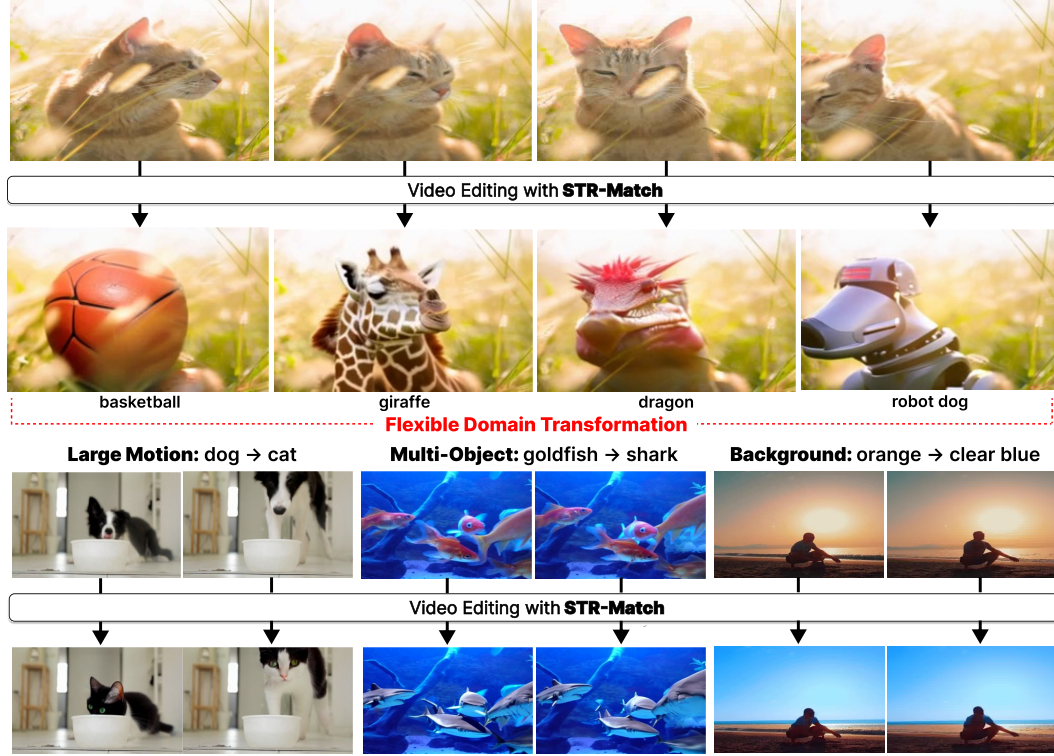 Video Editing with STR-Match
basketball
giraffe
dragon
robot dog
Flexible Domain Transformation
Large Motion: dog → cat
Multi-Object: goldfish → shark
Background: orange → clear blue
Video Editing with STR-Match